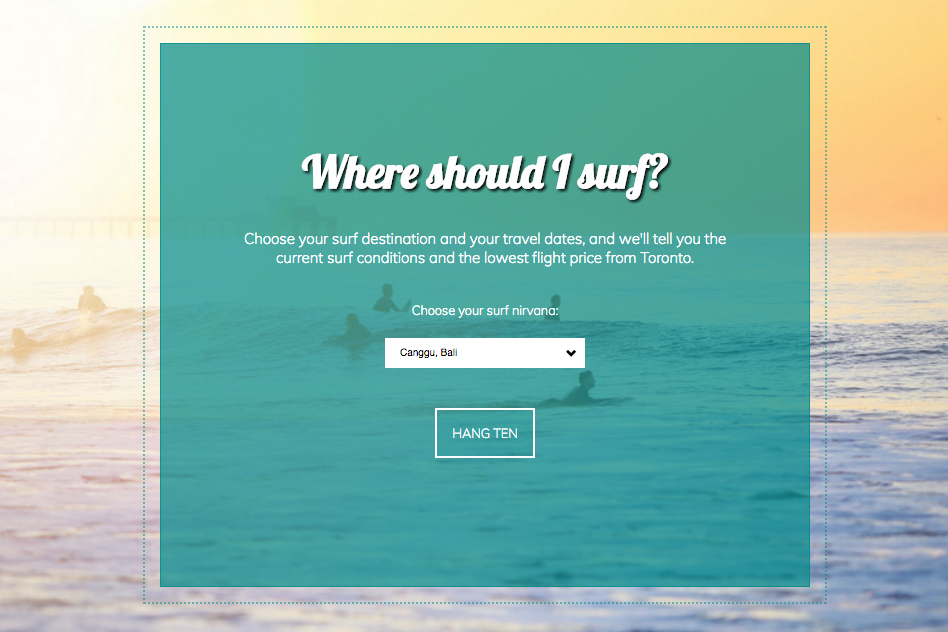 Where should I surf?
Choose your surf destination and your travel dates, and we'll tell you the
current surf conditions and the lowest flight price from Toronto.
Choose your surf nirvana:
Canggu, Bali
HANG TEN